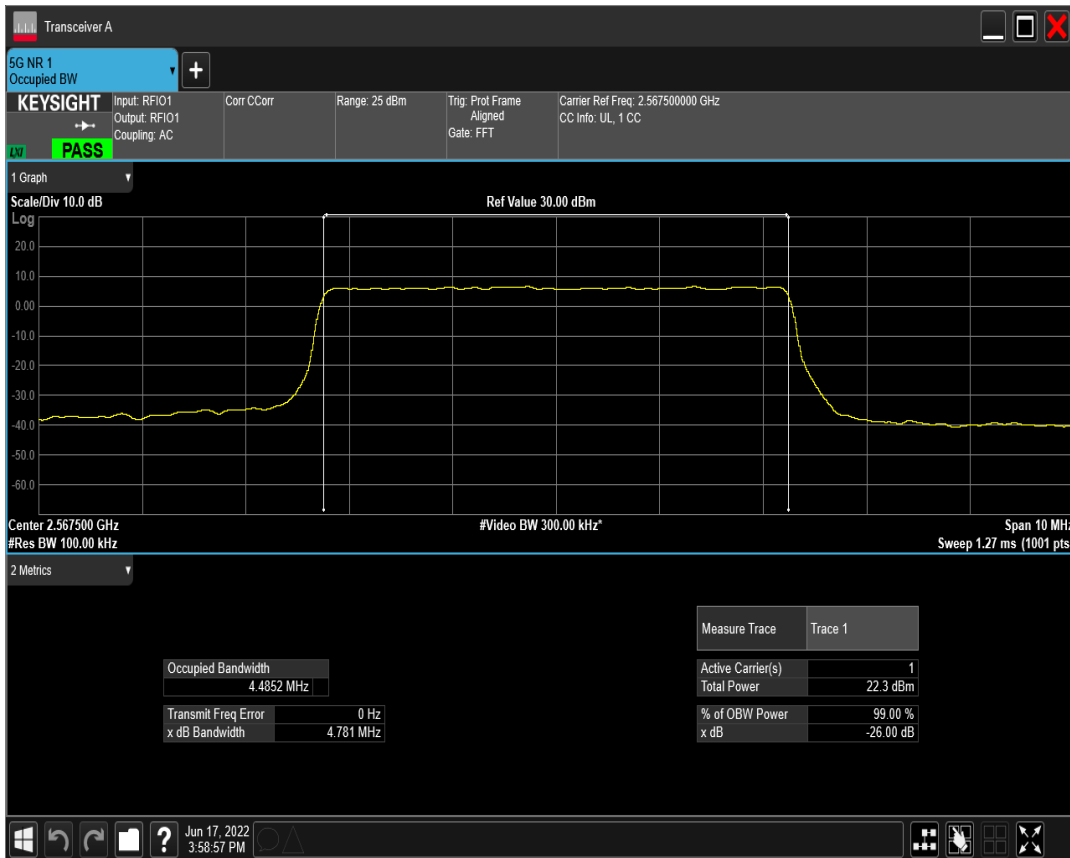 Transceiver A
5G NR 1
Occupied BW
+
KEYSIGHT
LXI
PASS
Input: RFIO1
Output: RFIO1
Coupling: AC
Corr CCorr
Range: 25 dBm
Trig: Prot Frame
Aligned
Gate: FFT
Carrier Ref Freq: 2.567500000 GHz
CC Info: UL, 1 CC
1 Graph
Scale/Div 10.0 dB
Ref Value 30.00 dBm
Log
20.0
10.0
0.00
-10.0
-20.0
-30.0
-40.0
-50.0
-60.0
Center 2.567500 GHz
#Video BW 300.00 kHz*
Span 10 MHz
#Res BW 100.00 kHz
Sweep 1.27 ms (1001 pts
2 Metrics
Measure Trace Trace 1
Occupied Bandwidth
4.4852 MHz
Active Carrier(s) 1
Total Power 22.3 dBm
Transmit Freq Error 0 Hz
x dB Bandwidth 4.781 MHz
% of OBW Power 99.00 %
x dB -26.00 dB
?
Jun 17, 2022
3:58:57 PM